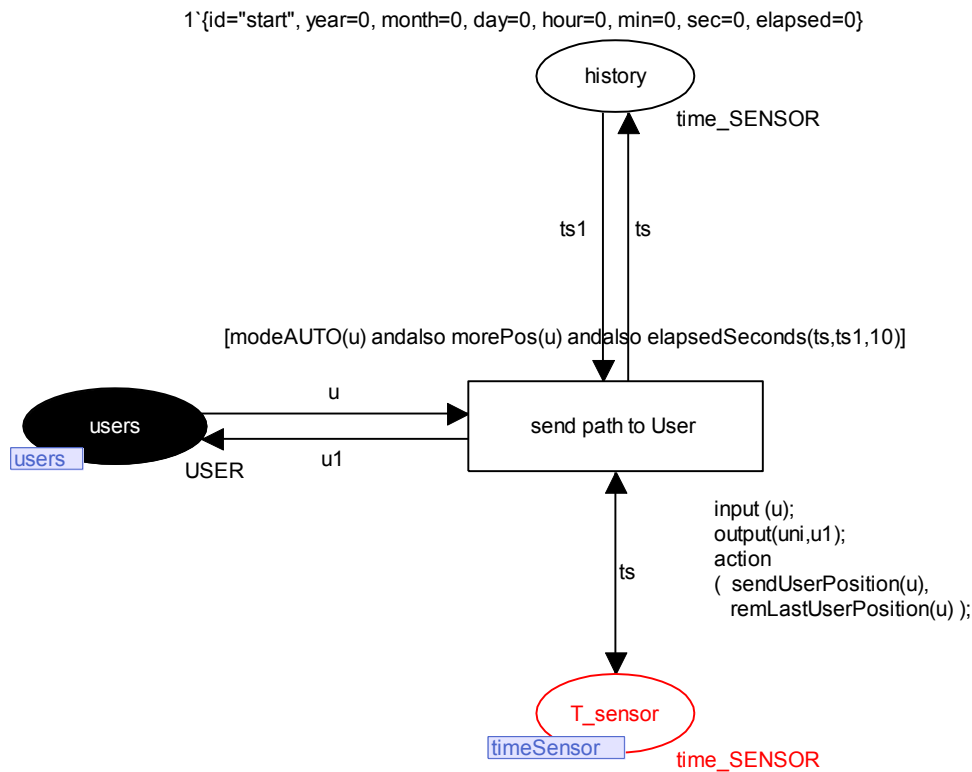 1`{id="start", year=0, month=0, day=0, hour=0, min=0, sec=0, elapsed=0}
history
time_SENSOR
ts1
ts
[modeAUTO(u) andalso morePos(u) andalso elapsedSeconds(ts,ts1,10)]
u
users
send path to User
users
USER
u1
input (u);
output(uni,u1);
action
( sendUserPosition(u),
remLastUserPosition(u) );
ts
T_sensor
timeSensor
time_SENSOR